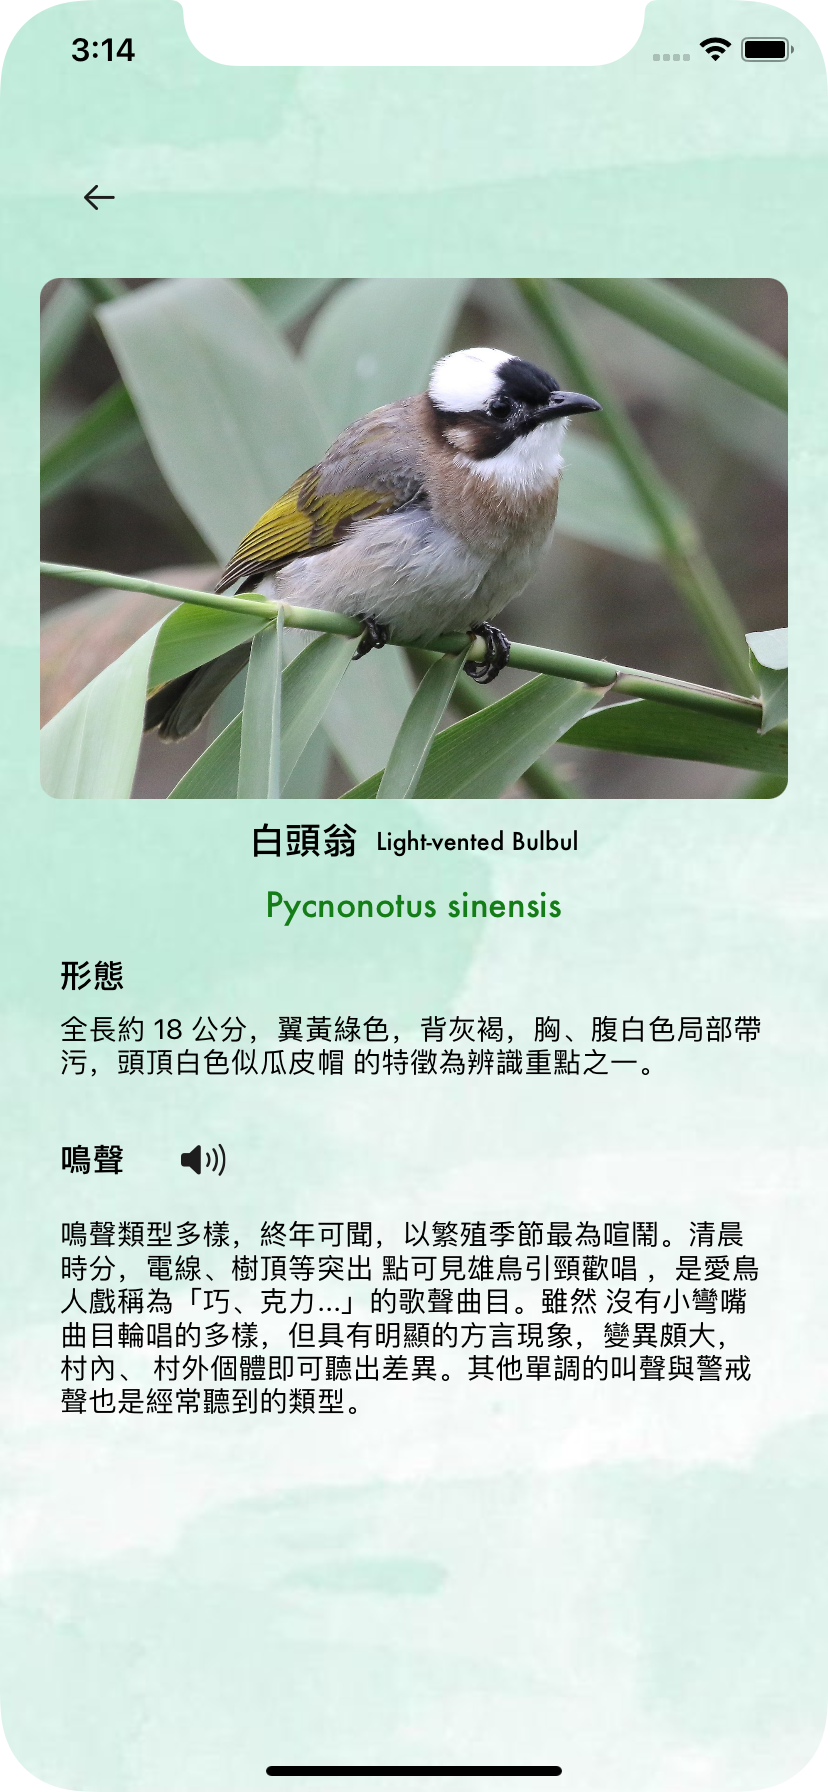 3:14
白頭翁 Light-vented Bulbul
Pycnonotus sinensis
形態
全長約 18 公分，翼黃綠色，背灰褐，胸、腹白色局部帶
污，頭頂白色似瓜皮帽 的特徵為辨識重點之一。
鳴聲
鳴聲類型多樣，終年可聞，以繁殖季節最為喧鬧。清晨
時分，電線、樹頂等突出 點可見雄鳥引頸歡唱 ，是愛鳥
人戲稱為「巧、克力...」的歌聲曲目。雖然 沒有小彎嘴
曲目輪唱的多樣，但具有明顯的方言現象，變異頗大，
村內、 村外個體即可聽出差異。其他單調的叫聲與警戒
聲也是經常聽到的類型。